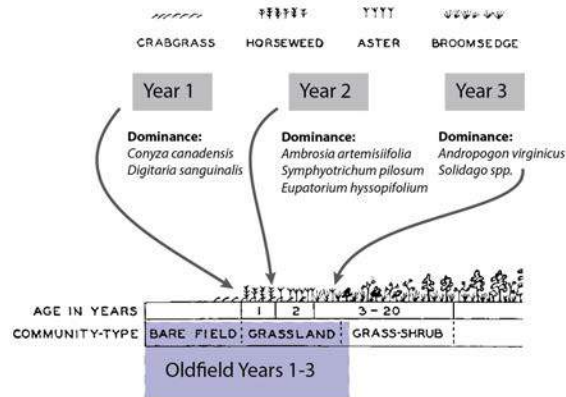 CRABGRASS HORSEWEED ASTER BROOMSEDGE
Year 1 Year 2 Year 3
Dominance: Dominance: Dominance:
Conyza canadensis Ambrosia artemisiifolia Andropogon virginicus
Digitaria sanguinalis Symphyotrichum pilosum Solidago spp.
Eupatorium hyssopifolium
AGE IN YEARS 1 2 3 - 20
COMMUNITY-TYPE BARE FIELD GRASSLAND GRASS-SHRUB
Oldfield Years 1-3